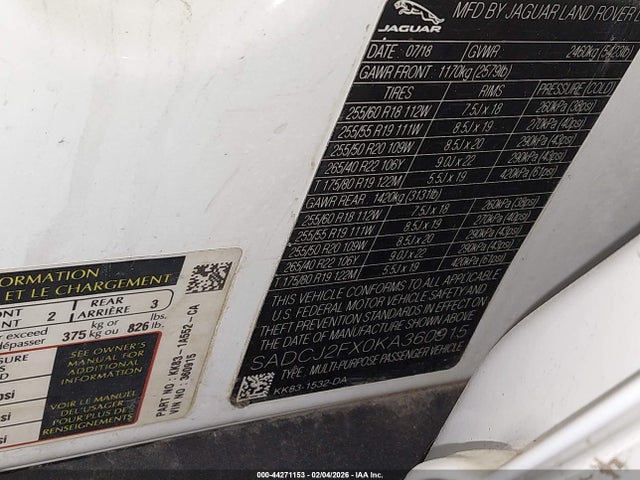 JAGUAR
MFD BY JAGUAR LAND ROVER
DATE 07/18 GVWR 2460kg (5423lb)
GAWR FRONT 1170kg (2579lb)
TIRES RIMS PRESSURE (COLD)
255/60 R18 112W 7.5J x 18 260kPa (38psi)
255/55 R19 111W 8.5J x 19 270kPa (40psi)
255/50 R20 109W 8.5J x 20 290kPa (43psi)
265/40 R22 106Y 9.0J x 22 290kPa (43psi)
T 175/80 R19 122M 5.5J x 19 420kPa (61psi)
GAWR REAR 1420kg (3131lb)
255/60 R18 112W 7.5J x 18 260kPa (38psi)
255/55 R19 111W 8.5J x 19 270kPa (40psi)
255/50 R20 109W 8.5J x 20 290kPa (43psi)
265/40 R22 106Y 9.0J x 22 290kPa (43psi)
T 175/80 R19 122M 5.5J x 19 420kPa (61psi)
THIS VEHICLE CONFORMS TO ALL APPLICABLE
U.S FEDERAL MOTOR VEHICLE SAFETY AND
THEFT PREVENTION STANDARDS IN EFFECT ON
THE DATE OF MANUFACTURE SHOWN ABOVE
SADCJ2FX0KA360915
TYPE: MULTI-PURPOSE PASSENGER VEHICLE
KK83-1532-DA
FORMATION
ET LE CHARGEMENT
2 REAR ARRIÈRE 3
er exceed
dépasser 375 kg or kg ou 826 lbs. lb.
SEE OWNER'S
MANUAL FOR
ADDITIONAL
INFORMATION
VOIR LE MANUEL
DE L'USAGER
POUR PLUS DE
RENSEIGNEMENTS
PART NO: KK83-1A552-CA
VIN NO: 360915
000-44271153 - 02/04/2026 - IAA Inc.